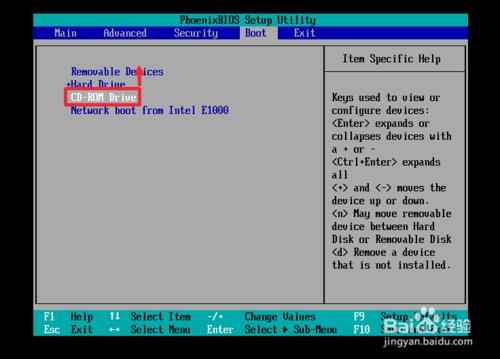 PhoenixBIOS Setup Utility
Main Advanced Security Boot Exit
Item Specific Help
Removable Devices
+Hard Drive
CD-ROM Drive
Network boot from Intel E1000
Keys used to view or
configure devices:
<Enter> expands or
collapses devices with
a + or -
<Ctrl+Enter> expands
all
<+> and <-> moves the
device up or down.
<n> May move removable
device between Hard
Disk or Removable Disk
<d> Remove a device
that is not installed.
F1 Help ↑↓ Select Item -/+ Change Values F9 Setup Defaults
Esc Exit ↔ Select Menu Enter Select ▶ Sub-Menu F10
Baidu 经验
jingyan.baidu.com